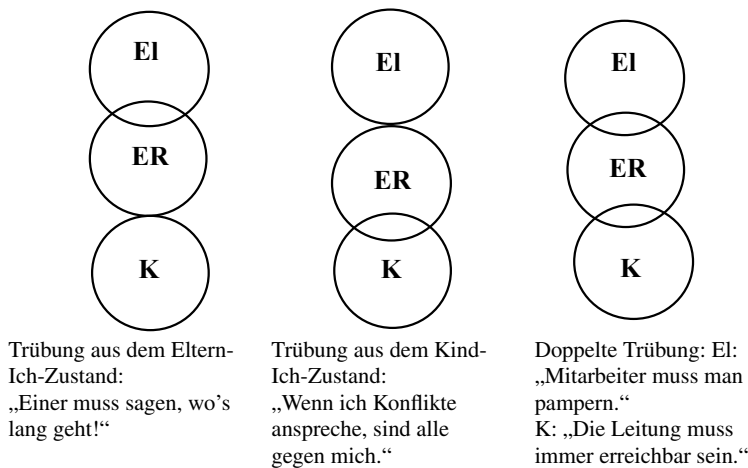 El
ER
K
Trübung aus dem Eltern-
Ich-Zustand:
„Einer muss sagen, wo’s
lang geht!“
El
ER
K
Trübung aus dem Kind-
Ich-Zustand:
„Wenn ich Konflikte
anspreche, sind alle
gegen mich.“
El
ER
K
Doppelte Trübung: El:
„Mitarbeiter muss man
pampern.“
K: „Die Leitung muss
immer erreichbar sein.“